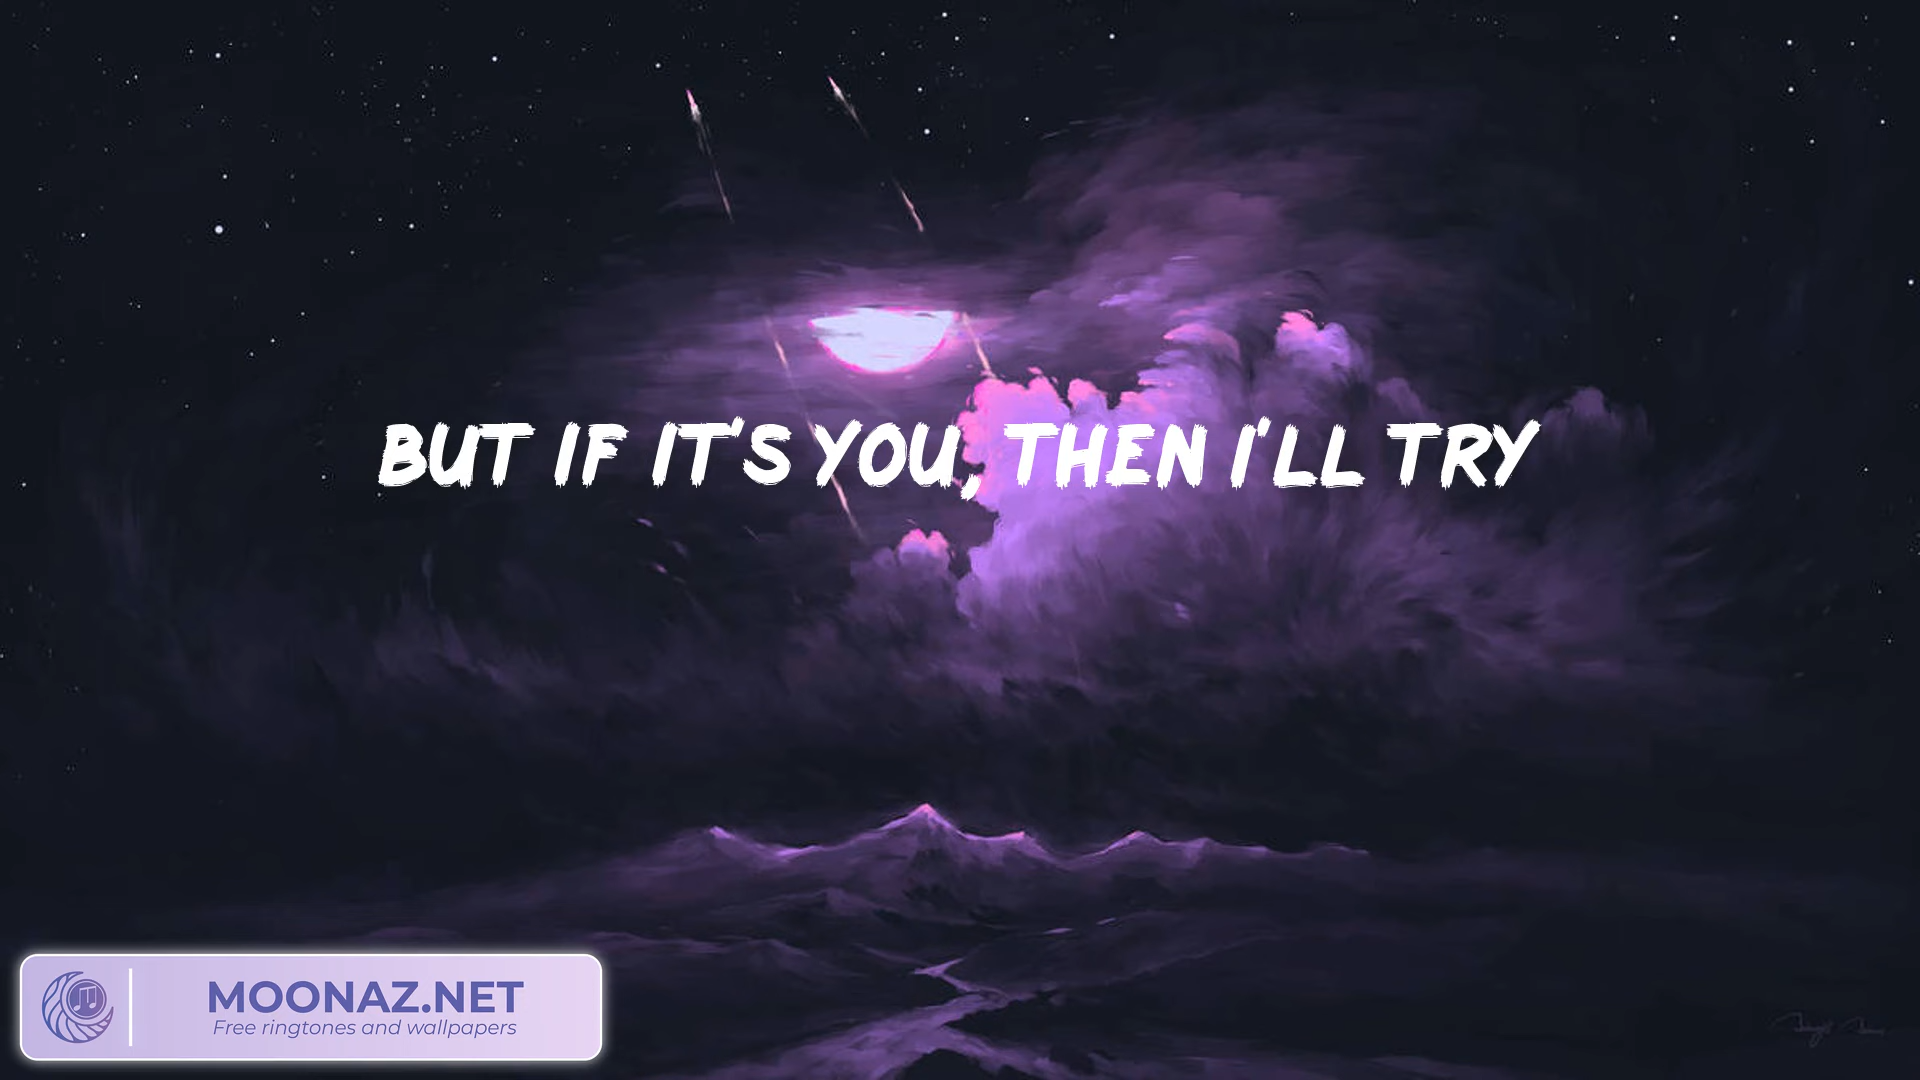 BUT IF IT'S YOU, THEN I'LL TRY
MOONAZ.NET
Free ringtones and wallpapers